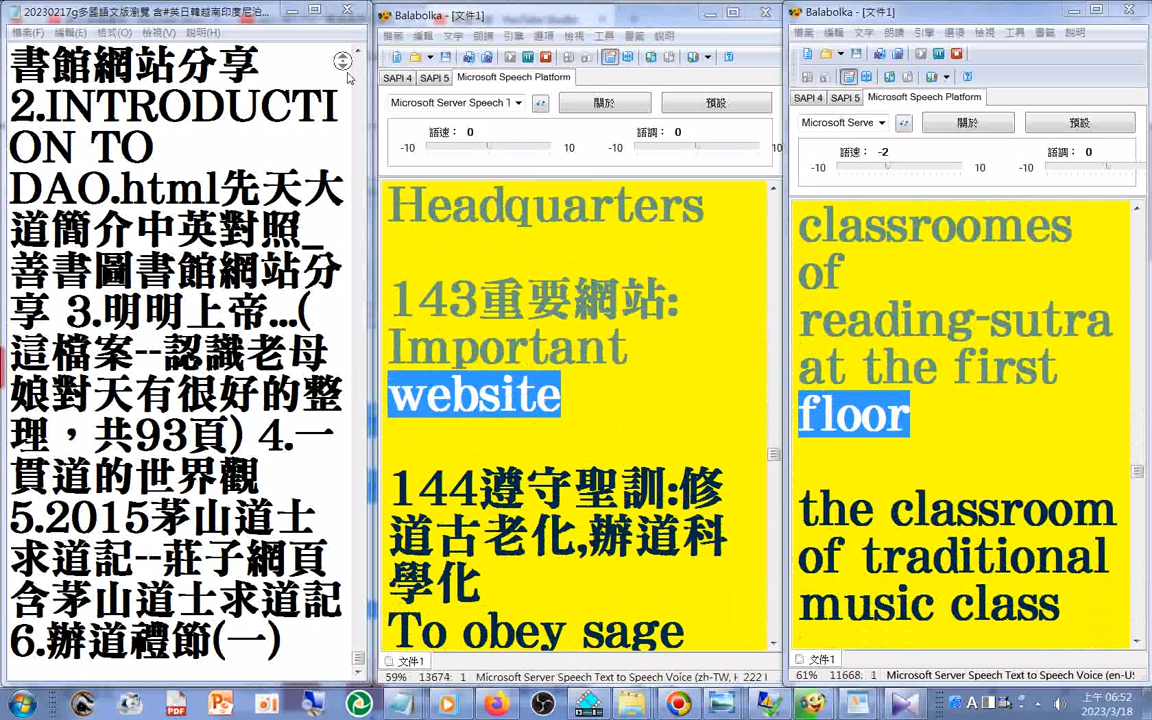 20230217g多國語文版瀏覽 含#英日韓越南印度尼泊...
檔案(F) 編輯(E) 格式(O) 檢視(V) 說明(H)
書館網站分享
2.INTRODUCTI
ON TO
DAO.html先天大
道簡介中英對照_
善書圖書館網站分
享 3.明明上帝...(
這檔案--認識老母
娘對天有很好的整
理，共93頁) 4.一
貫道的世界觀
5.2015茅山道士
求道記--莊子網頁
含茅山道士求道記
6.辦道禮節(一)
Balabolka - [文件1]
檔案 編輯 文字 朗讀 引擎 選項 檢視 工具 書籤 說明
SAPI 4 SAPI 5 Microsoft Speech Platform
Microsoft Server Speech T 關於 預設
語速： 0 語調： 0
-10 10 -10 10
Headquarters
143重要網站:
Important
website
144遵守聖訓:修
道古老化,辦道科
學化
To obey sage
文件1
59% 13674: 1 Microsoft Server Speech Text to Speech Voice (zh-TW, H 222 I
Balabolka - [文件1]
檔案 編輯 文字 朗讀 引擎 選項 檢視 工具 書籤 說明
SAPI 4 SAPI 5 Microsoft Speech Platform
Microsoft Serve 關於 預設
語速： -2 語調： 0
-10 10 -10
classroomes
of
reading-sutra
at the first
floor
the classroom
of traditional
music class
文件1
61% 11668: 1 Microsoft Server Speech Text to Speech Voice (en-U
上午 06:52
2023/3/18